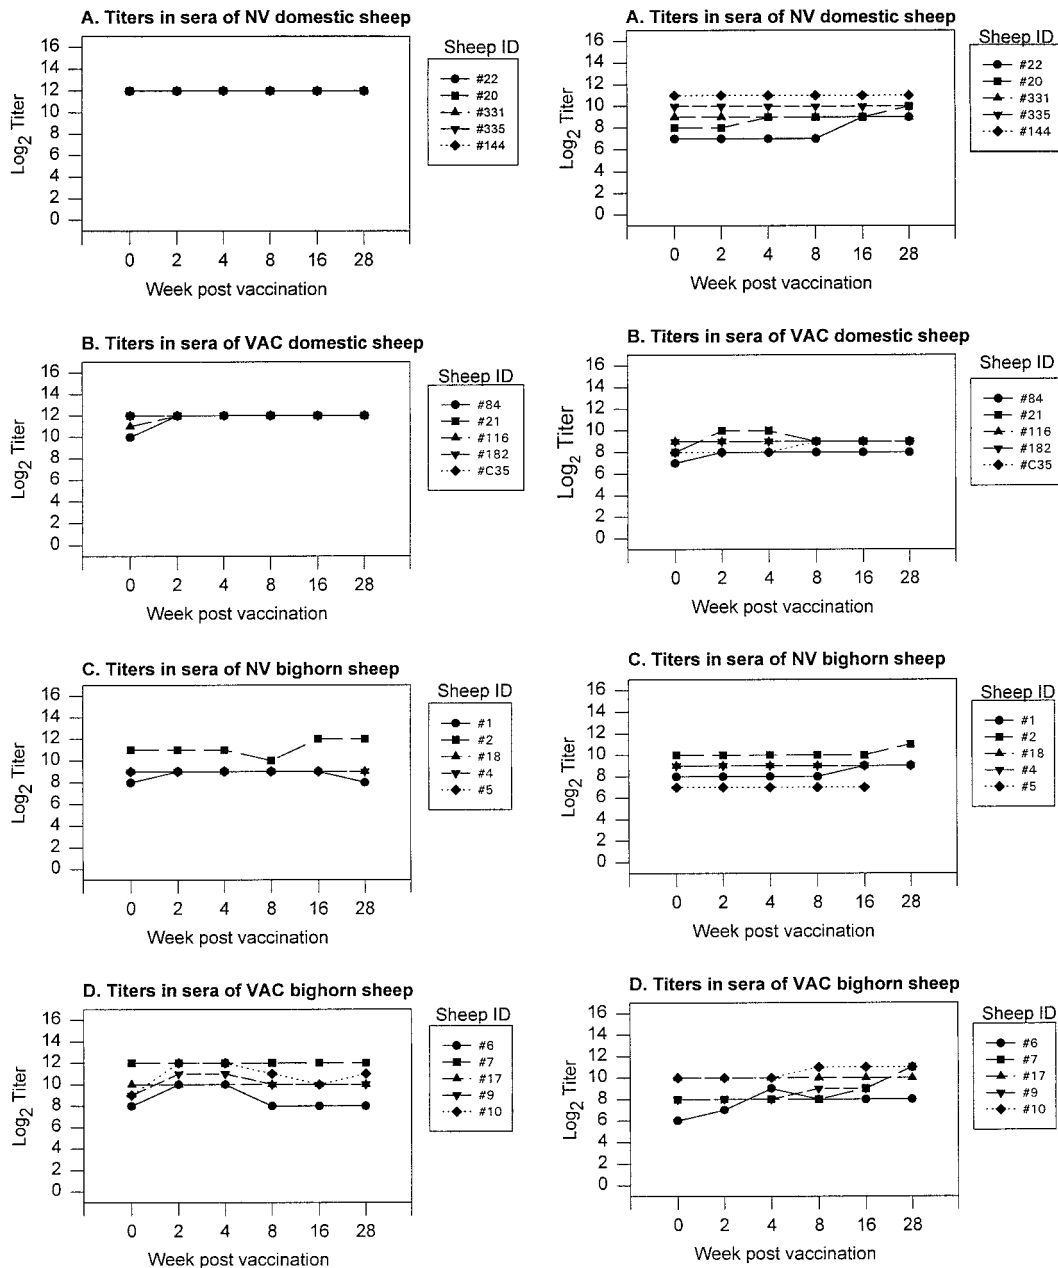 A. Titers in sera of NV domestic sheep
Log2 Titer
16
14
12
10
8
6
4
2
0
0 2 4 8 16 28
Week post vaccination
Sheep ID
#22
#20
#331
#335
#144
A. Titers in sera of NV domestic sheep
Log2 Titer
16
14
12
10
8
6
4
2
0
0 2 4 8 16 28
Week post vaccination
Sheep ID
#22
#20
#331
#335
#144
B. Titers in sera of VAC domestic sheep
Log2 Titer
16
14
12
10
8
6
4
2
0
0 2 4 8 16 28
Week post vaccination
Sheep ID
#84
#21
#116
#182
#C35
B. Titers in sera of VAC domestic sheep
Log2 Titer
16
14
12
10
8
6
4
2
0
0 2 4 8 16 28
Week post vaccination
Sheep ID
#84
#21
#116
#182
#C35
C. Titers in sera of NV bighorn sheep
Log2 Titer
16
14
12
10
8
6
4
2
0
0 2 4 8 16 28
Week post vaccination
Sheep ID
#1
#2
#18
#4
#5
C. Titers in sera of NV bighorn sheep
Log2 Titer
16
14
12
10
8
6
4
2
0
0 2 4 8 16 28
Week post vaccination
Sheep ID
#1
#2
#18
#4
#5
D. Titers in sera of VAC bighorn sheep
Log2 Titer
16
14
12
10
8
6
4
2
0
0 2 4 8 16 28
Week post vaccination
Sheep ID
#6
#7
#17
#9
#10
D. Titers in sera of VAC bighorn sheep
Log2 Titer
16
14
12
10
8
6
4
2
0
0 2 4 8 16 28
Week post vaccination
Sheep ID
#6
#7
#17
#9
#10